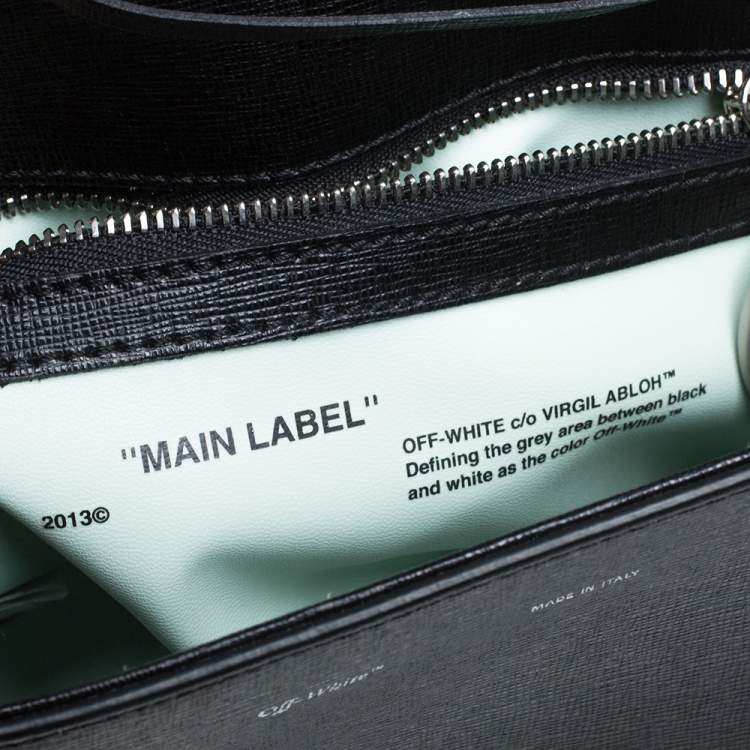 "MAIN LABEL"
OFF-WHITE c/o VIRGIL ABLOH™
Defining the grey area between black
and white as the color Off-White™
2013©
MADE IN ITALY
Off-White™